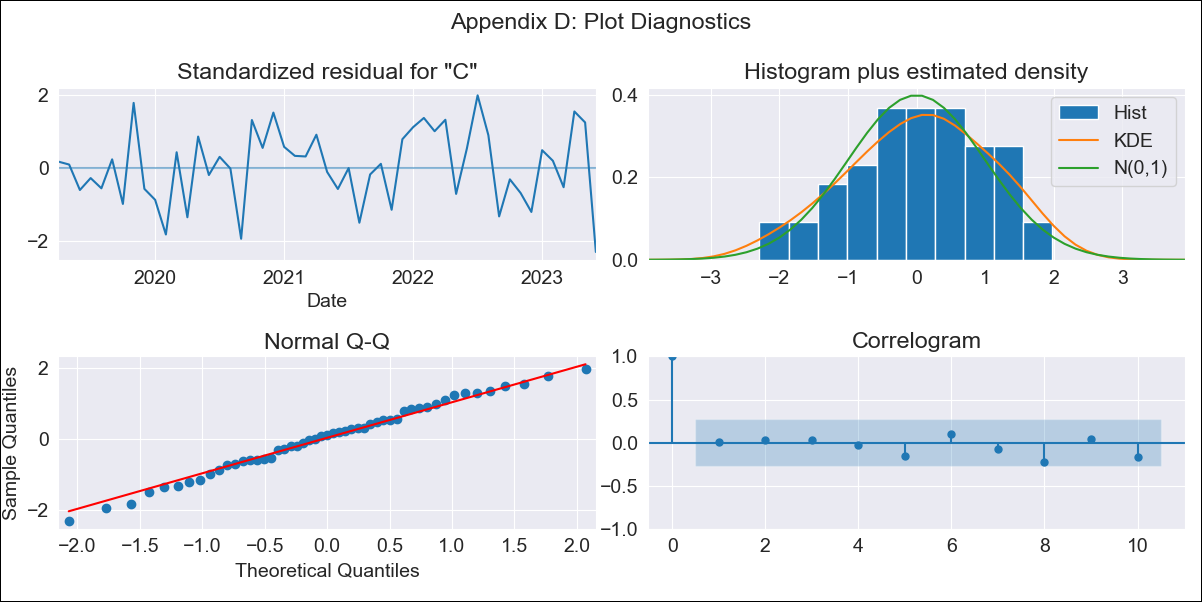 Appendix D: Plot Diagnostics
Standardized residual for "C"
2
0
−2
2020 2021 2022 2023
Date
Histogram plus estimated density
0.4
0.2
0.0
−3 −2 −1 0 1 2 3
Hist
KDE
N(0,1)
Normal Q-Q
Sample Quantiles
2
0
−2
−2.0 −1.5 −1.0 −0.5 0.0 0.5 1.0 1.5 2.0
Theoretical Quantiles
Correlogram
1.0
0.5
0.0
−0.5
−1.0
0 2 4 6 8 10